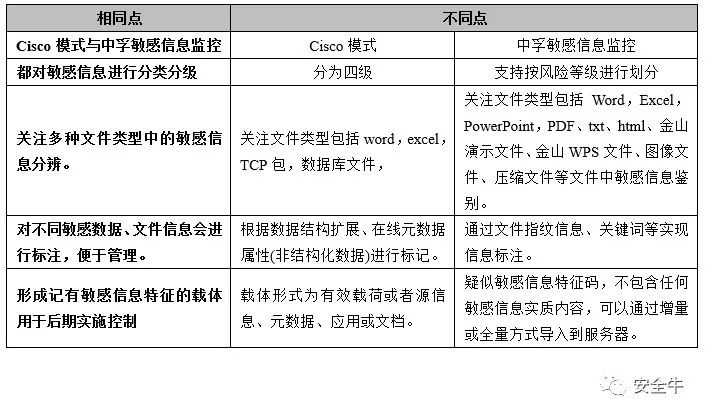 相同点
不同点
Cisco 模式与中孚敏感信息监控
Cisco 模式
中孚敏感信息监控
都对敏感信息进行分类分级
分为四级
支持按风险等级进行划分
关注多种文件类型中的敏感信
息分辨。
关注文件类型包括 word，excel，
TCP 包，数据库文件，
关注文件类型包括 Word，Excel，
PowerPoint，PDF、txt、html、金山
演示文件、金山 WPS 文件、图像文
件、压缩文件等文件中敏感信息鉴
别。
对不同敏感数据、文件信息会进
行标注，便于管理。
根据数据结构扩展、在线元数据
属性(非结构化数据)进行标记。
通过文件指纹信息、关键词等实现
信息标注。
形成记有敏感信息特征的载体
用于后期实施控制
载体形式为有效载荷或者源信
息、元数据、应用或文档。
疑似敏感信息特征码，不包含任何
敏感信息实质内容，可以通过增量
或全量方式导入到服务器。
安全牛